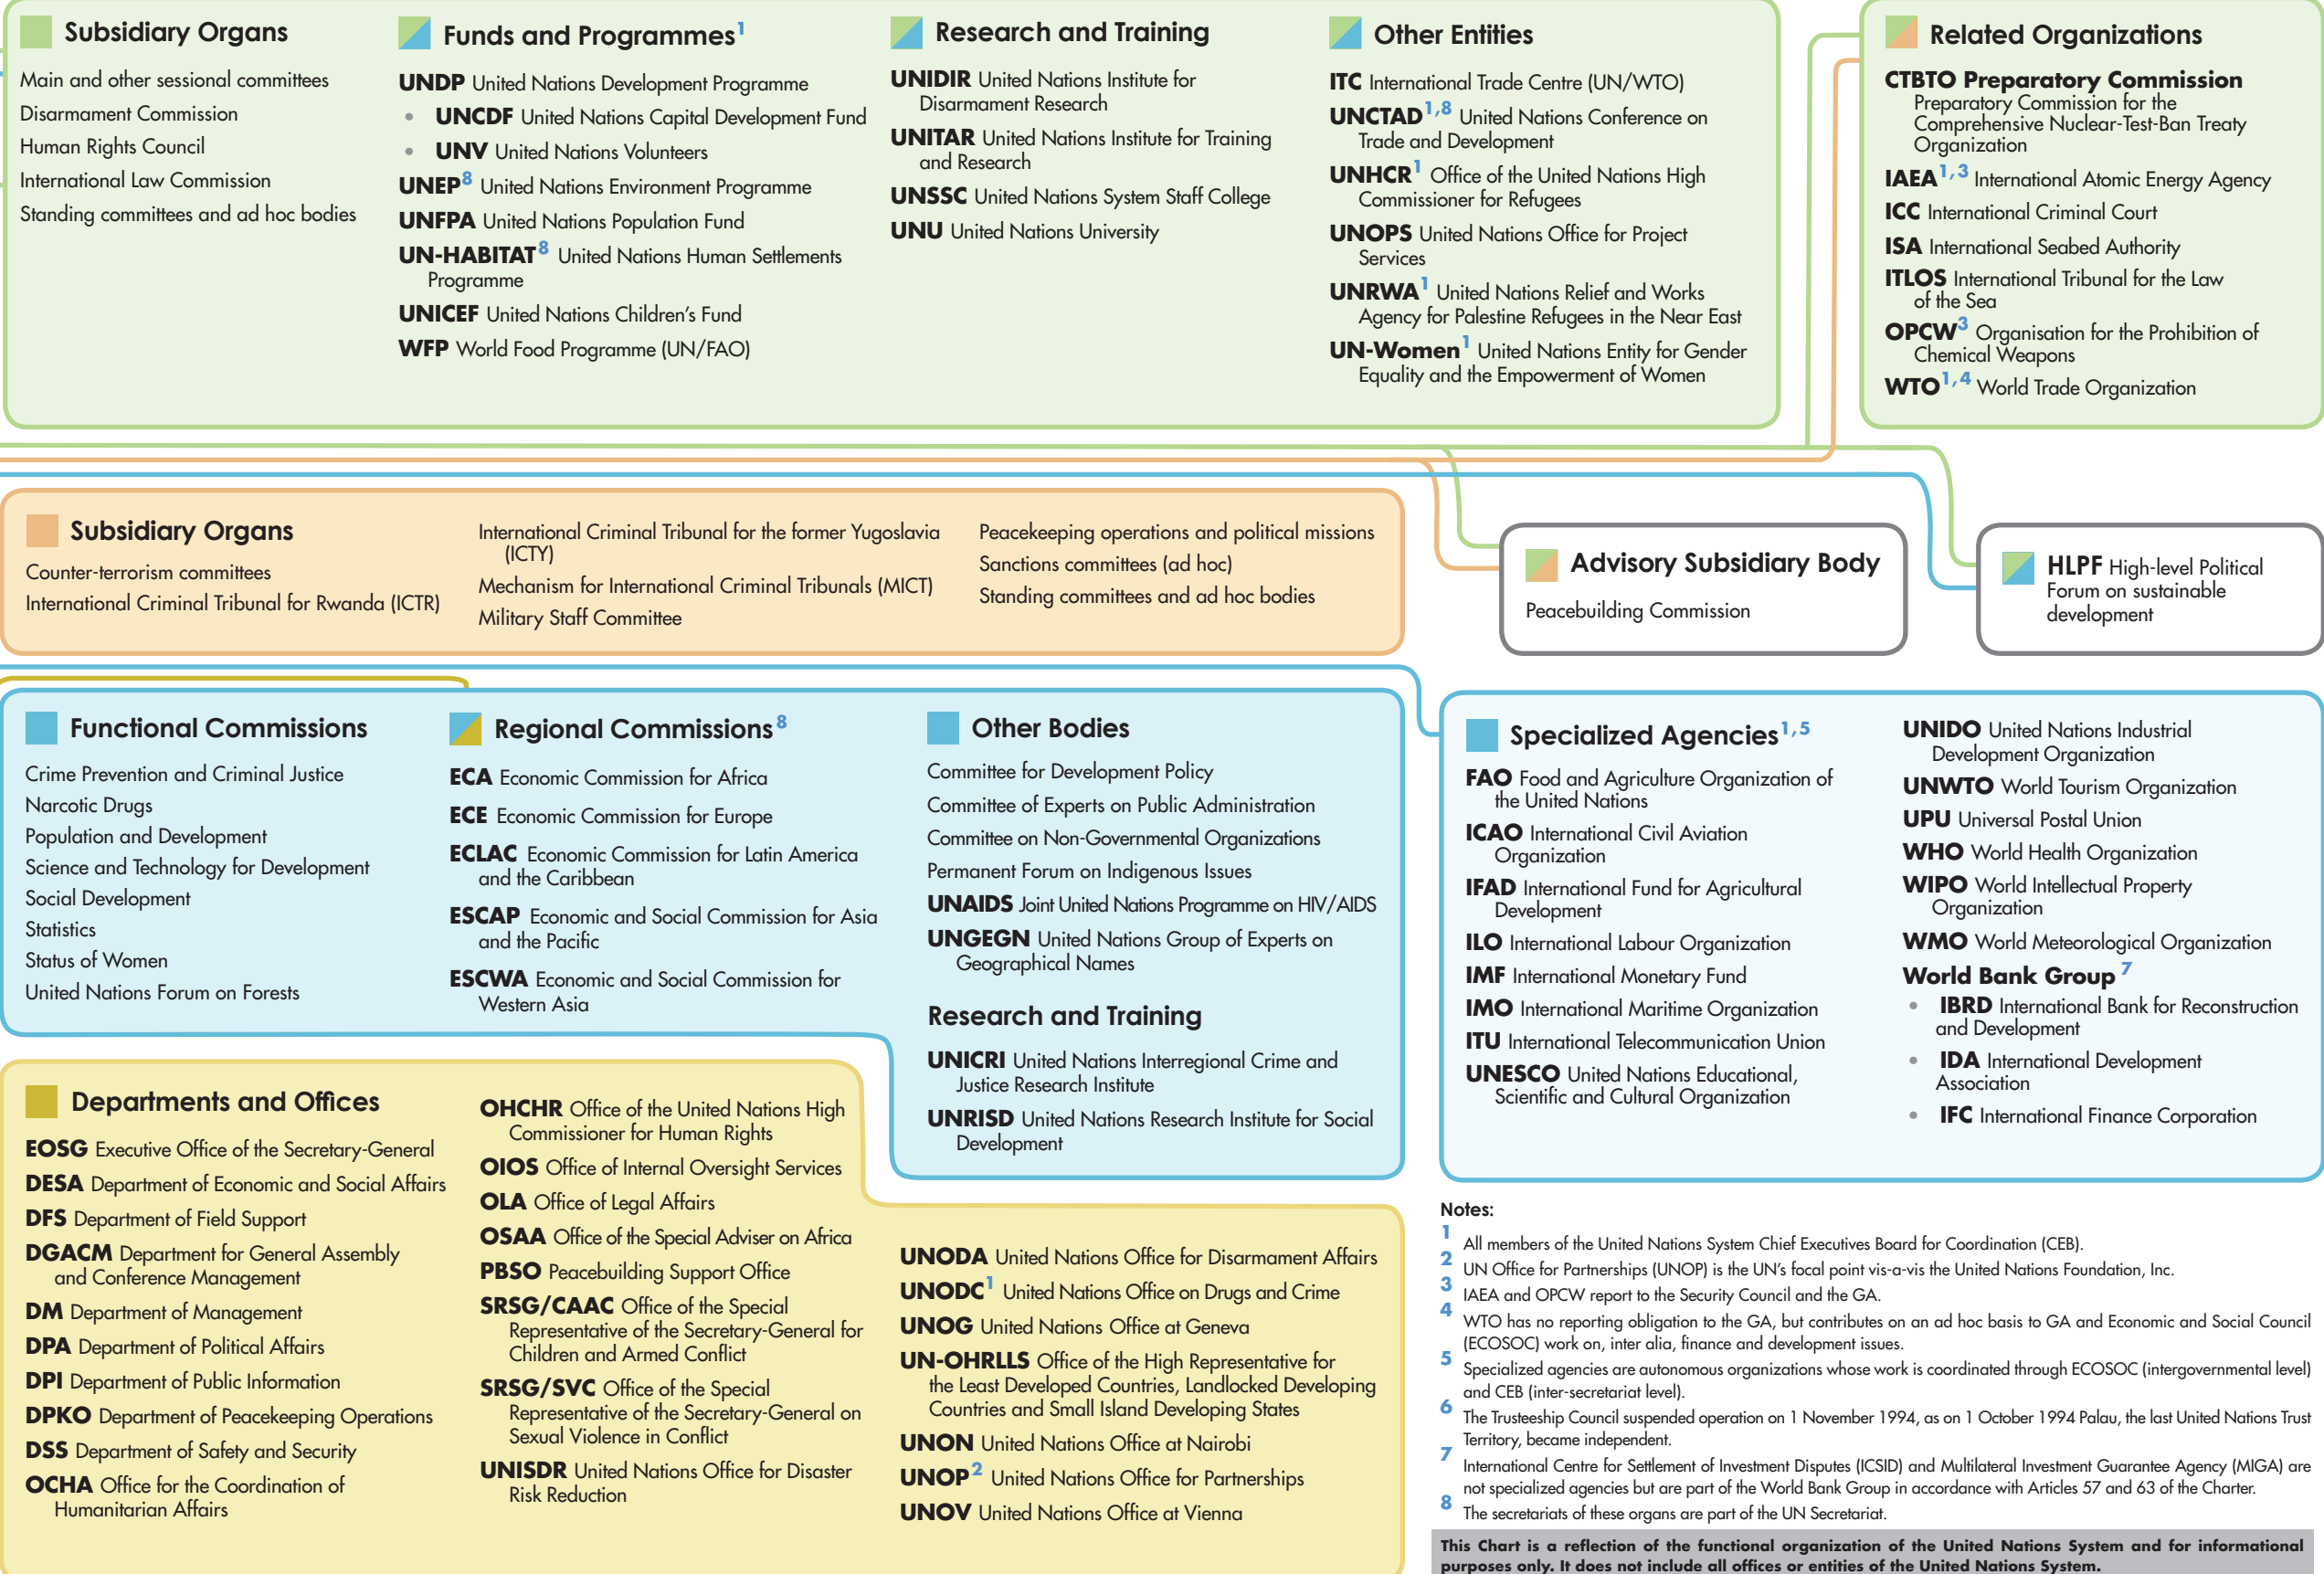 Subsidiary Organs
Main and other sessional committees
Disarmament Commission
Human Rights Council
International Law Commission
Standing committees and ad hoc bodies
Funds and Programmes1
UNDP United Nations Development Programme
• UNCDF United Nations Capital Development Fund
• UNV United Nations Volunteers
UNEP8 United Nations Environment Programme
UNFPA United Nations Population Fund
UN-HABITAT8 United Nations Human Settlements
Programme
UNICEF United Nations Children's Fund
WFP World Food Programme (UN/FAO)
Research and Training
UNIDIR United Nations Institute for
Disarmament Research
UNITAR United Nations Institute for Training
and Research
UNSSC United Nations System Staff College
UNU United Nations University
Other Entities
ITC International Trade Centre (UN/WTO)
UNCTAD1,8 United Nations Conference on
Trade and Development
UNHCR1 Office of the United Nations High
Commissioner for Refugees
UNOPS United Nations Office for Project
Services
UNRWA1 United Nations Relief and Works
Agency for Palestine Refugees in the Near East
UN-Women1 United Nations Entity for Gender
Equality and the Empowerment of Women
Related Organizations
CTBTO Preparatory Commission
Preparatory Commission for the
Comprehensive Nuclear-Test-Ban Treaty
Organization
IAEA1,3 International Atomic Energy Agency
ICC International Criminal Court
ISA International Seabed Authority
ITLOS International Tribunal for the Law
of the Sea
OPCW3 Organisation for the Prohibition of
Chemical Weapons
WTO1,4 World Trade Organization
Subsidiary Organs
Counter-terrorism committees
International Criminal Tribunal for Rwanda (ICTR)
International Criminal Tribunal for the former Yugoslavia
(ICTY)
Mechanism for International Criminal Tribunals (MICT)
Military Staff Committee
Peacekeeping operations and political missions
Sanctions committees (ad hoc)
Standing committees and ad hoc bodies
Advisory Subsidiary Body
Peacebuilding Commission
HLPF High-level Political
Forum on sustainable
development
Functional Commissions
Crime Prevention and Criminal Justice
Narcotic Drugs
Population and Development
Science and Technology for Development
Social Development
Statistics
Status of Women
United Nations Forum on Forests
Regional Commissions8
ECA Economic Commission for Africa
ECE Economic Commission for Europe
ECLAC Economic Commission for Latin America
and the Caribbean
ESCAP Economic and Social Commission for Asia
and the Pacific
ESCWA Economic and Social Commission for
Western Asia
Other Bodies
Committee for Development Policy
Committee of Experts on Public Administration
Committee on Non-Governmental Organizations
Permanent Forum on Indigenous Issues
UNAIDS Joint United Nations Programme on HIV/AIDS
UNGEGN United Nations Group of Experts on
Geographical Names
Research and Training
UNICRI United Nations Interregional Crime and
Justice Research Institute
UNRISD United Nations Research Institute for Social
Development
Specialized Agencies1,5
FAO Food and Agriculture Organization of
the United Nations
ICAO International Civil Aviation
Organization
IFAD International Fund for Agricultural
Development
ILO International Labour Organization
IMF International Monetary Fund
IMO International Maritime Organization
ITU International Telecommunication Union
UNESCO United Nations Educational,
Scientific and Cultural Organization
UNIDO United Nations Industrial
Development Organization
UNWTO World Tourism Organization
UPU Universal Postal Union
WHO World Health Organization
WIPO World Intellectual Property
Organization
WMO World Meteorological Organization
World Bank Group7
• IBRD International Bank for Reconstruction
and Development
• IDA International Development
Association
• IFC International Finance Corporation
Departments and Offices
EOSG Executive Office of the Secretary-General
DESA Department of Economic and Social Affairs
DFS Department of Field Support
DGACM Department for General Assembly
and Conference Management
DM Department of Management
DPA Department of Political Affairs
DPI Department of Public Information
DPKO Department of Peacekeeping Operations
DSS Department of Safety and Security
OCHA Office for the Coordination of
Humanitarian Affairs
OHCHR Office of the United Nations High
Commissioner for Human Rights
OIOS Office of Internal Oversight Services
OLA Office of Legal Affairs
OSAA Office of the Special Adviser on Africa
PBSO Peacebuilding Support Office
SRSG/CAAC Office of the Special
Representative of the Secretary-General for
Children and Armed Conflict
SRSG/SVC Office of the Special
Representative of the Secretary-General on
Sexual Violence in Conflict
UNISDR United Nations Office for Disaster
Risk Reduction
UNODA United Nations Office for Disarmament Affairs
UNODC1 United Nations Office on Drugs and Crime
UNOG United Nations Office at Geneva
UN-OHRLLS Office of the High Representative for
the Least Developed Countries, Landlocked Developing
Countries and Small Island Developing States
UNON United Nations Office at Nairobi
UNOP2 United Nations Office for Partnerships
UNOV United Nations Office at Vienna
Notes:
1 All members of the United Nations System Chief Executives Board for Coordination (CEB).
2 UN Office for Partnerships (UNOP) is the UN's focal point vis-a-vis the United Nations Foundation, Inc.
3 IAEA and OPCW report to the Security Council and the GA.
4 WTO has no reporting obligation to the GA, but contributes on an ad hoc basis to GA and Economic and Social Council
(ECOSOC) work on, inter alia, finance and development issues.
5 Specialized agencies are autonomous organizations whose work is coordinated through ECOSOC (intergovernmental level)
and CEB (inter-secretariat level).
6 The Trusteeship Council suspended operation on 1 November 1994, as on 1 October 1994 Palau, the last United Nations Trust
Territory, became independent.
7 International Centre for Settlement of Investment Disputes (ICSID) and Multilateral Investment Guarantee Agency (MIGA) are
not specialized agencies but are part of the World Bank Group in accordance with Articles 57 and 63 of the Charter.
8 The secretariats of these organs are part of the UN Secretariat.
This Chart is a reflection of the functional organization of the United Nations System and for informational
purposes only. It does not include all offices or entities of the United Nations System.